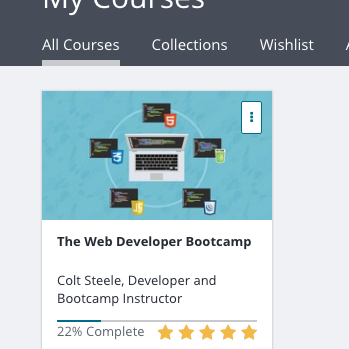 My Courses
All Courses Collections Wishlist
The Web Developer Bootcamp
Colt Steele, Developer and
Bootcamp Instructor
22% Complete